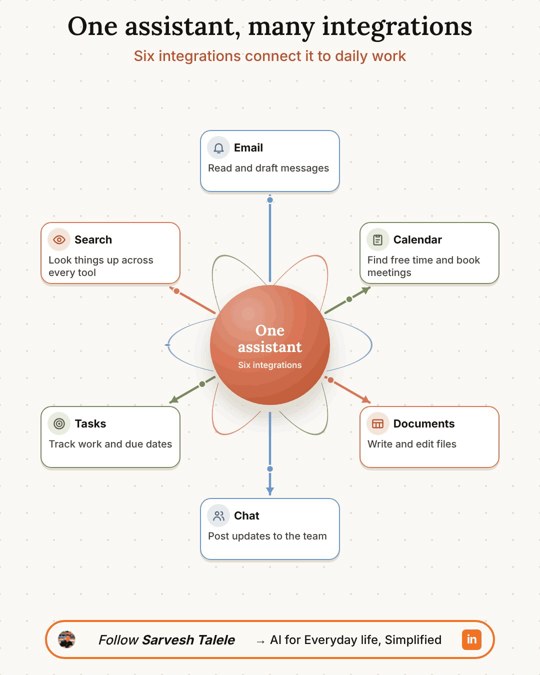 One assistant, many integrations
Six integrations connect it to daily work
Email
Read and draft messages
Search
Look things up across
every tool
Calendar
Find free time and book
meetings
One
assistant
Six integrations
Tasks
Track work and due dates
Documents
Write and edit files
Chat
Post updates to the team
Follow Sarvesh Talele → AI for Everyday life, Simplified in